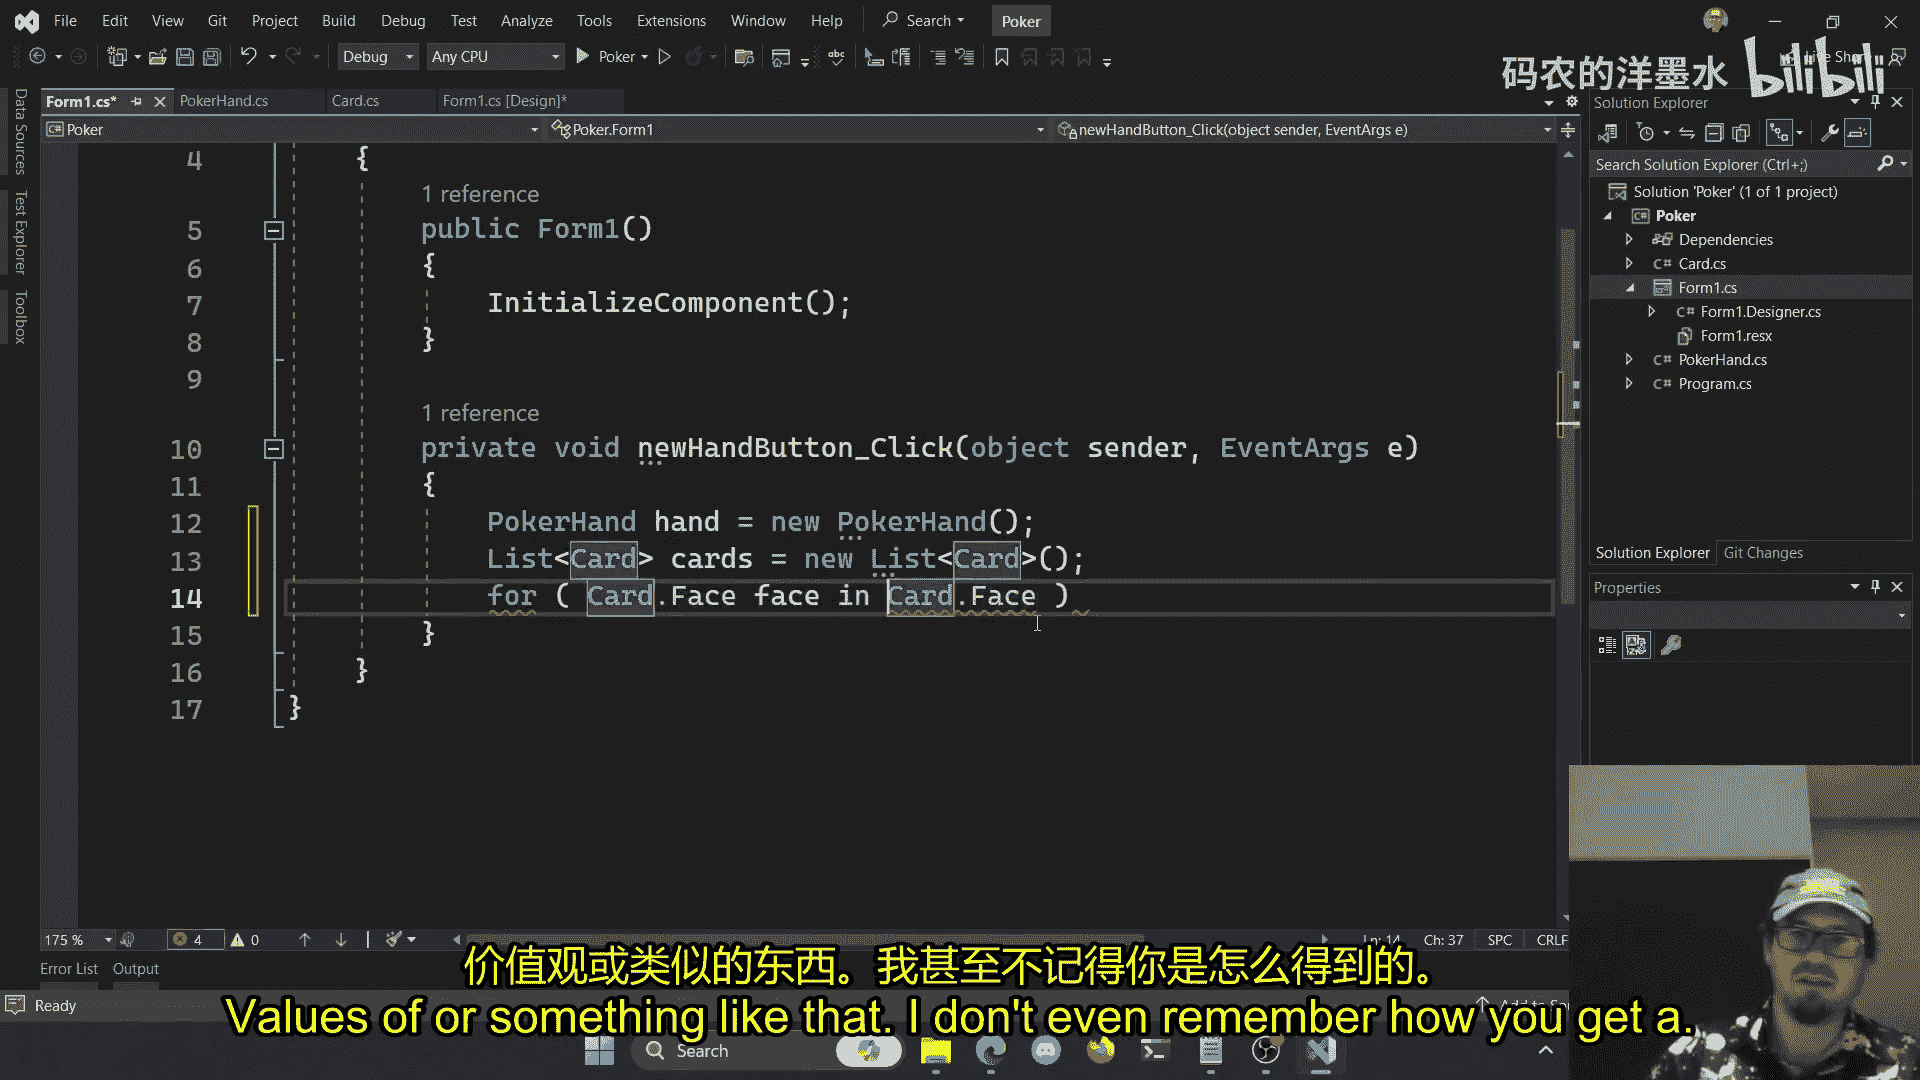 File Edit View Git Project Build Debug Test Analyze Tools Extensions Window Help Search Poker
Debug Any CPU Poker
码农的洋墨水 bilibili
Form1.cs* PokerHand.cs Card.cs Form1.cs [Design]*
Poker Poker.Form1 newHandButton_Click(object sender, EventArgs e)
Data Sources
Test Explorer
Toolbox
4 {
1 reference
5 public Form1()
6 {
7 InitializeComponent();
8 }
9
1 reference
10 private void newHandButton_Click(object sender, EventArgs e)
11 {
12 PokerHand hand = new PokerHand();
13 List<Card> cards = new List<Card>();
14 for ( Card.Face face in Card.Face )
15 }
16 }
17 }
Solution Explorer
Search Solution Explorer (Ctrl+;)
Solution 'Poker' (1 of 1 project)
C# Poker
Dependencies
C# Card.cs
Form1.cs
C# Form1.Designer.cs
Form1.resx
C# PokerHand.cs
C# Program.cs
Solution Explorer Git Changes
Properties
175 % 4 0 Ch: 37 SPC CRLF
Error List Output
价值观或类似的东西。我甚至不记得你是怎么得到的。
Ready
Values of or something like that. I don't even remember how you get a.
Search